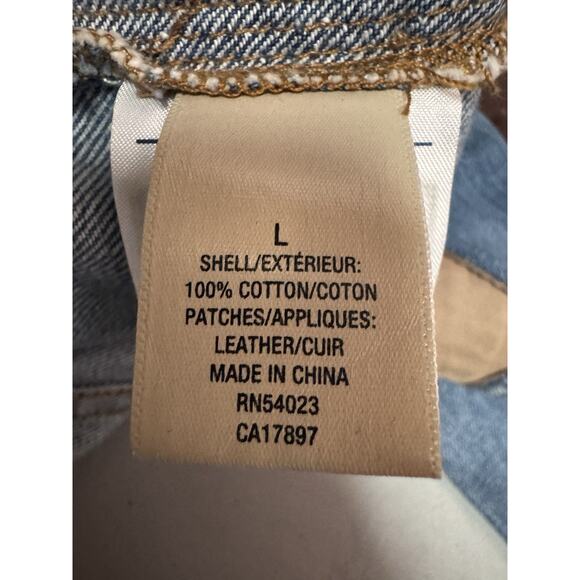 L
SHELL/EXTÉRIEUR:
100% COTTON/COTON
PATCHES/APPLIQUES:
LEATHER/CUIR
MADE IN CHINA
RN54023
CA17897